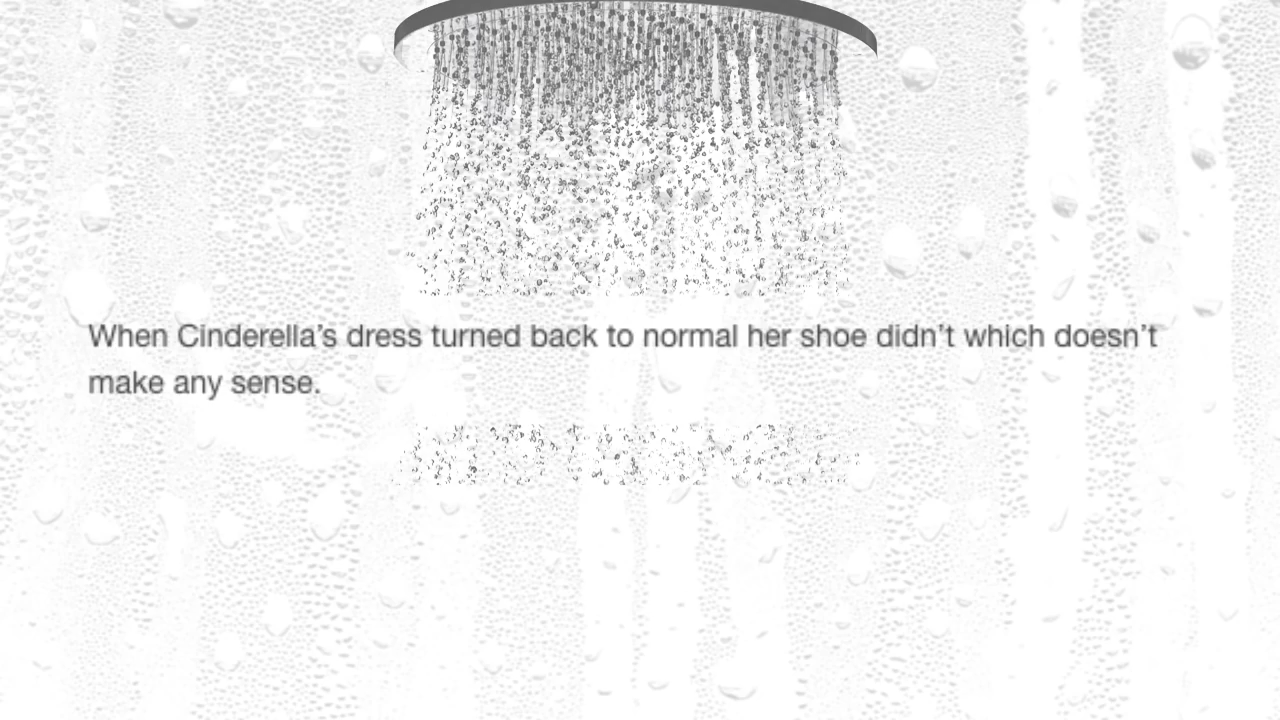 When Cinderella’s dress turned back to normal her shoe didn’t which doesn’t
make any sense.